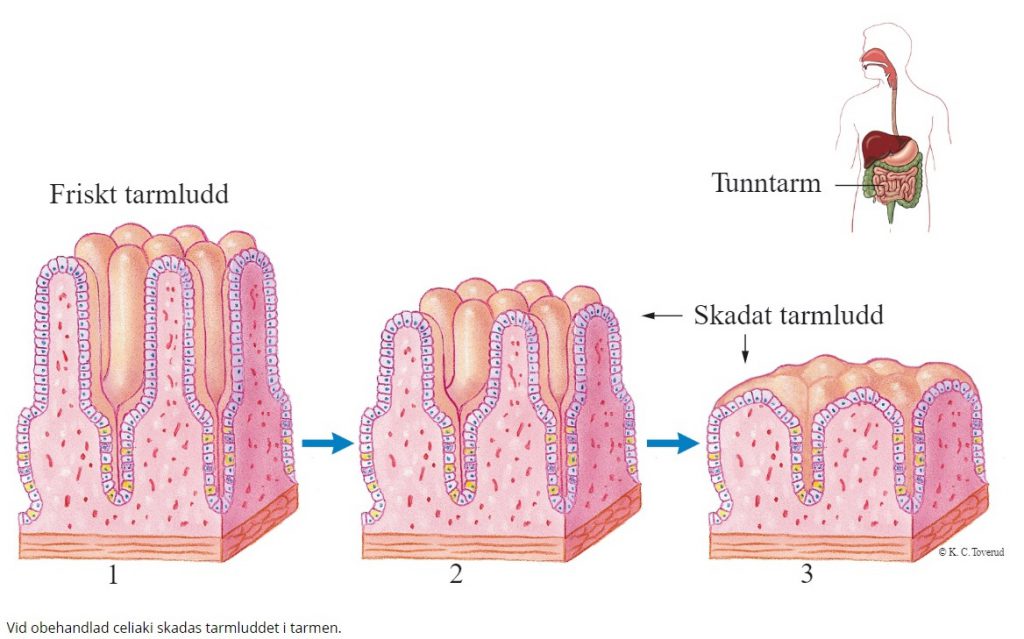 Tunntarm
Friskt tarmludd
Skadat tarmludd
© K. C. Toverud
1
2
3
Vid obehandlad celiaki skadas tarmluddet i tarmen.